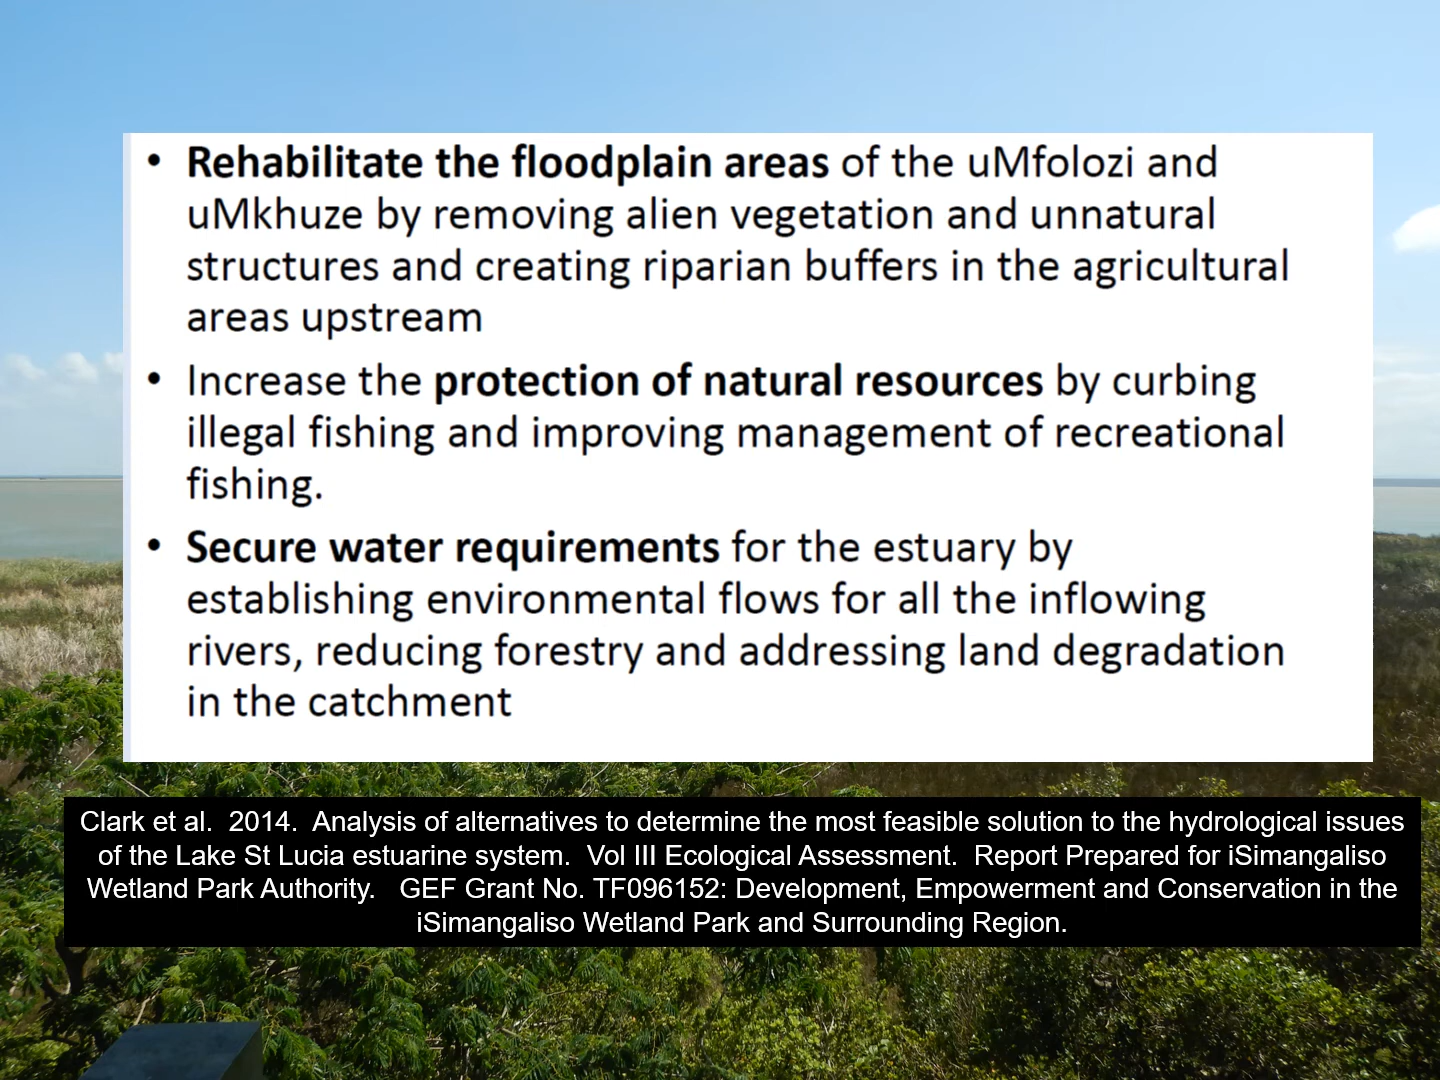 • Rehabilitate the floodplain areas of the uMfolozi and
uMkhuze by removing alien vegetation and unnatural
structures and creating riparian buffers in the agricultural
areas upstream
• Increase the protection of natural resources by curbing
illegal fishing and improving management of recreational
fishing.
• Secure water requirements for the estuary by
establishing environmental flows for all the inflowing
rivers, reducing forestry and addressing land degradation
in the catchment
Clark et al.  2014.  Analysis of alternatives to determine the most feasible solution to the hydrological issues
of the Lake St Lucia estuarine system.  Vol III Ecological Assessment.  Report Prepared for iSimangaliso
Wetland Park Authority.   GEF Grant No. TF096152: Development, Empowerment and Conservation in the
iSimangaliso Wetland Park and Surrounding Region.